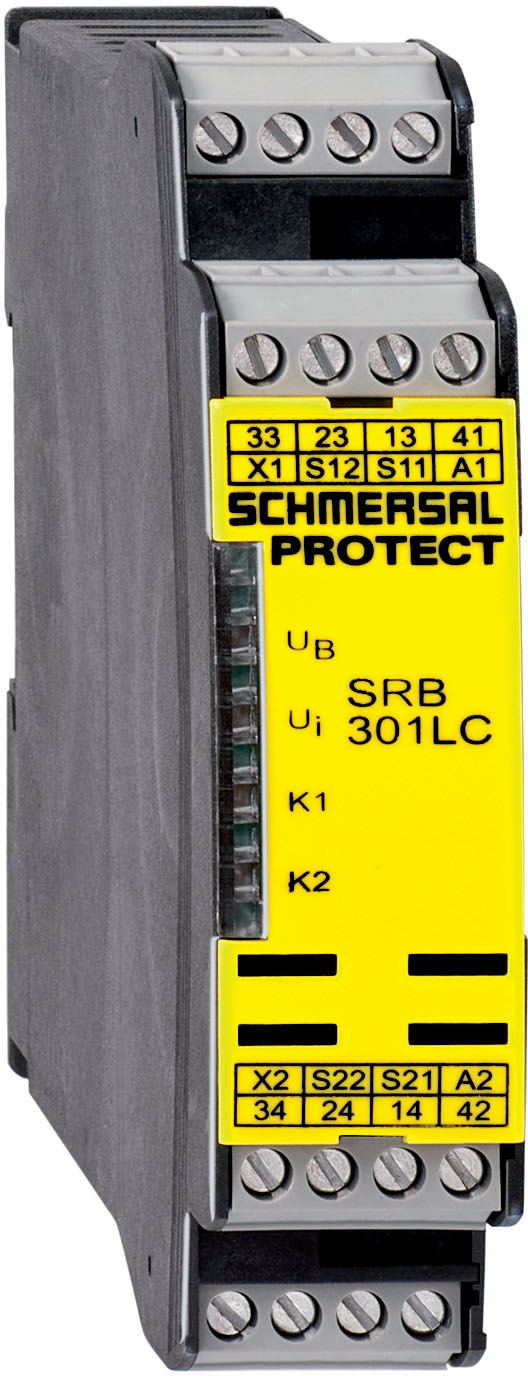 33 23 13 41
X1 S12 S11 A1
SCHMERSAL
PROTECT
UB
SRB
Ui
301LC
K1
K2
X2 S22 S21 A2
34 24 14 42